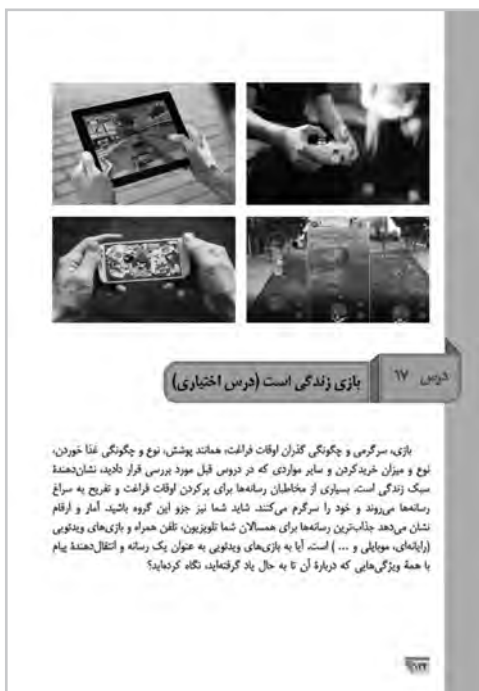 درس ۱۷
بازی زندگی است (درس اختیاری)
بازی، سرگرمی و چگونگی گذران اوقات فراغت، همانند پوشش، نوع و چگونگی غذا خوردن،
نوع و میزان خرید کردن و سایر مواردی که در دروس قبل مورد بررسی قرار دادید، نشان‌دهندهٔ
سبک زندگی است. بسیاری از مخاطبان رسانه‌ها برای پرکردن اوقات فراغت و تفریح به سراغ
رسانه‌ها می‌روند و خود را سرگرم می‌کنند. شاید شما نیز جزو این گروه باشید. آمار و ارقام
نشان می‌دهد جذاب‌ترین رسانه‌ها برای همسالان شما تلویزیون، تلفن همراه و بازی‌های ویدئویی
(رایانه‌ای، موبایلی و ... ) است. آیا به بازی‌های ویدئویی به عنوان یک رسانه و انتقال‌دهندهٔ پیام
با همهٔ ویژگی‌هایی که دربارهٔ آن تا به حال یاد گرفته‌اید، نگاه کرده‌اید؟